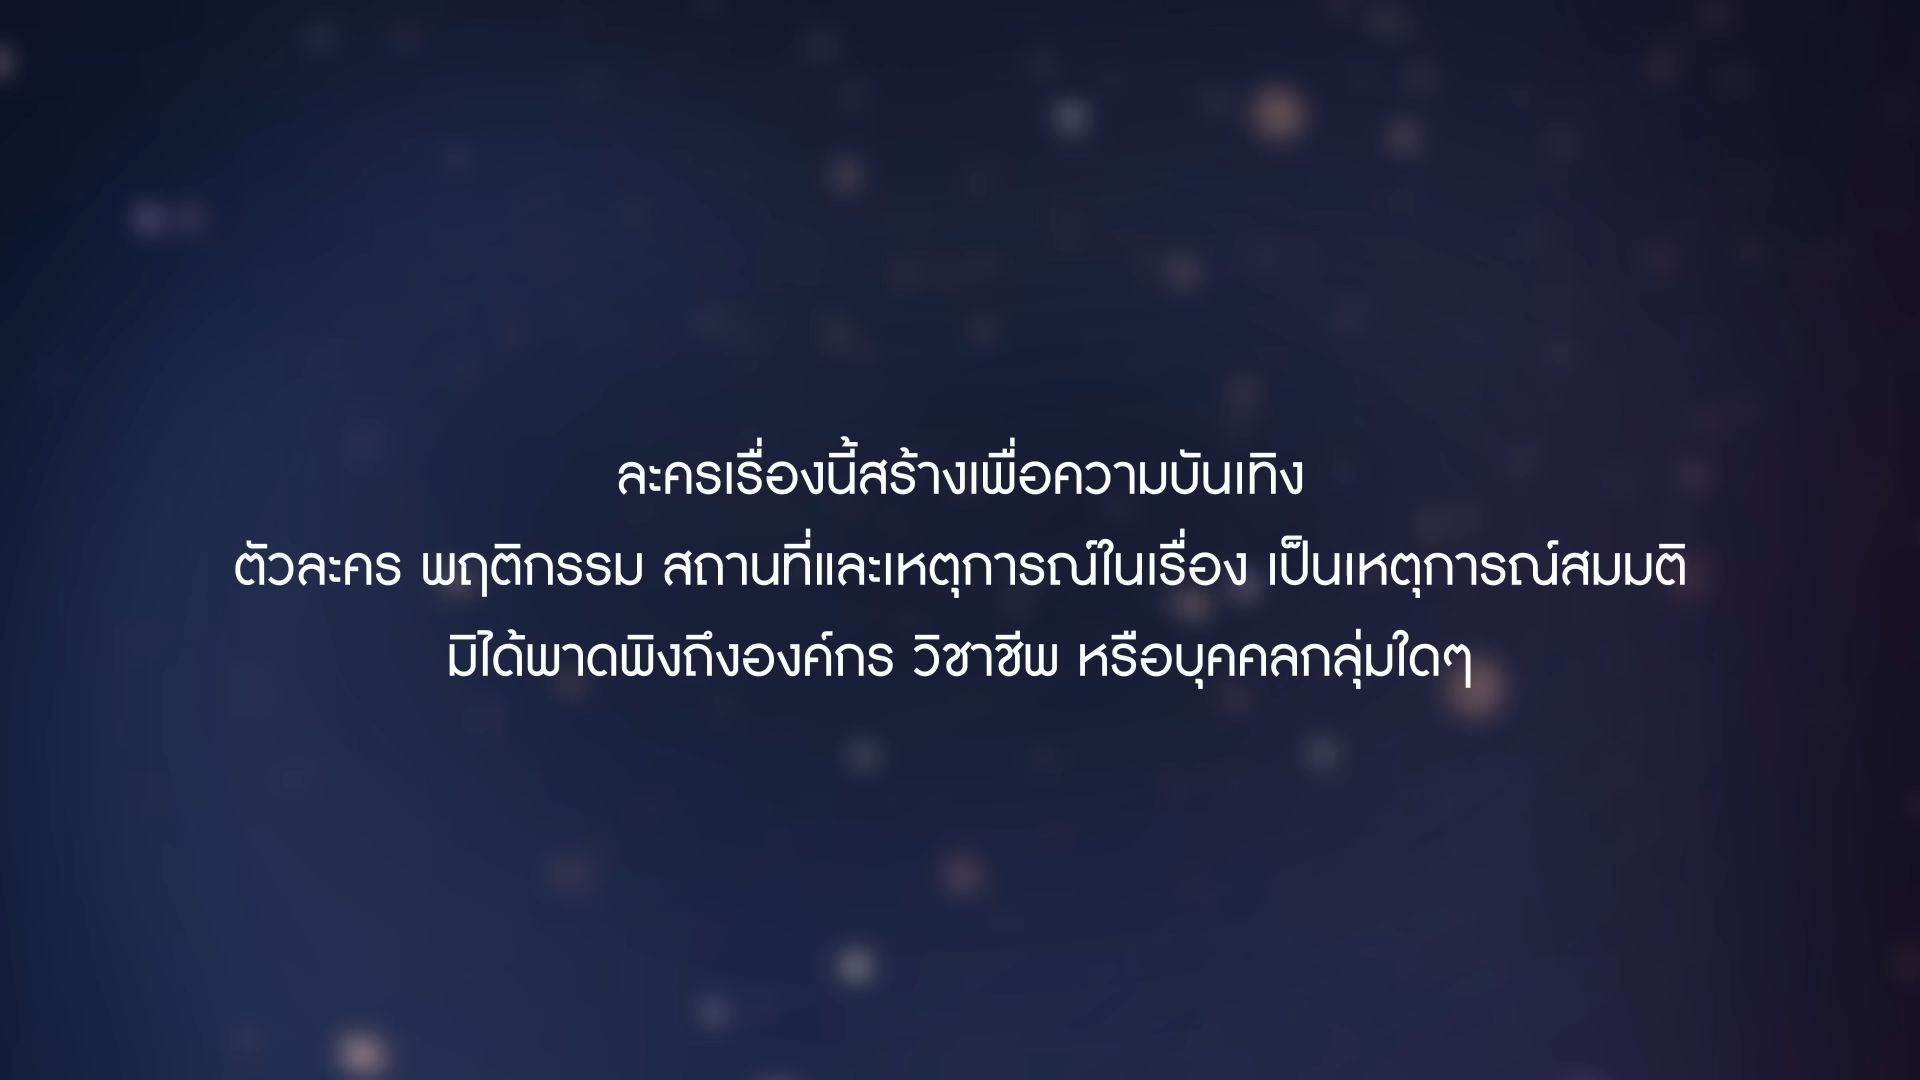 ละครเรื่องนี้สร้างเพื่อความบันเทิง
ตัวละคร พฤติกรรม สถานที่และเหตุการณ์ในเรื่อง เป็นเหตุการณ์สมมติ
มิได้พาดพิงถึงองค์กร วิชาชีพ หรือบุคคลกลุ่มใดๆ